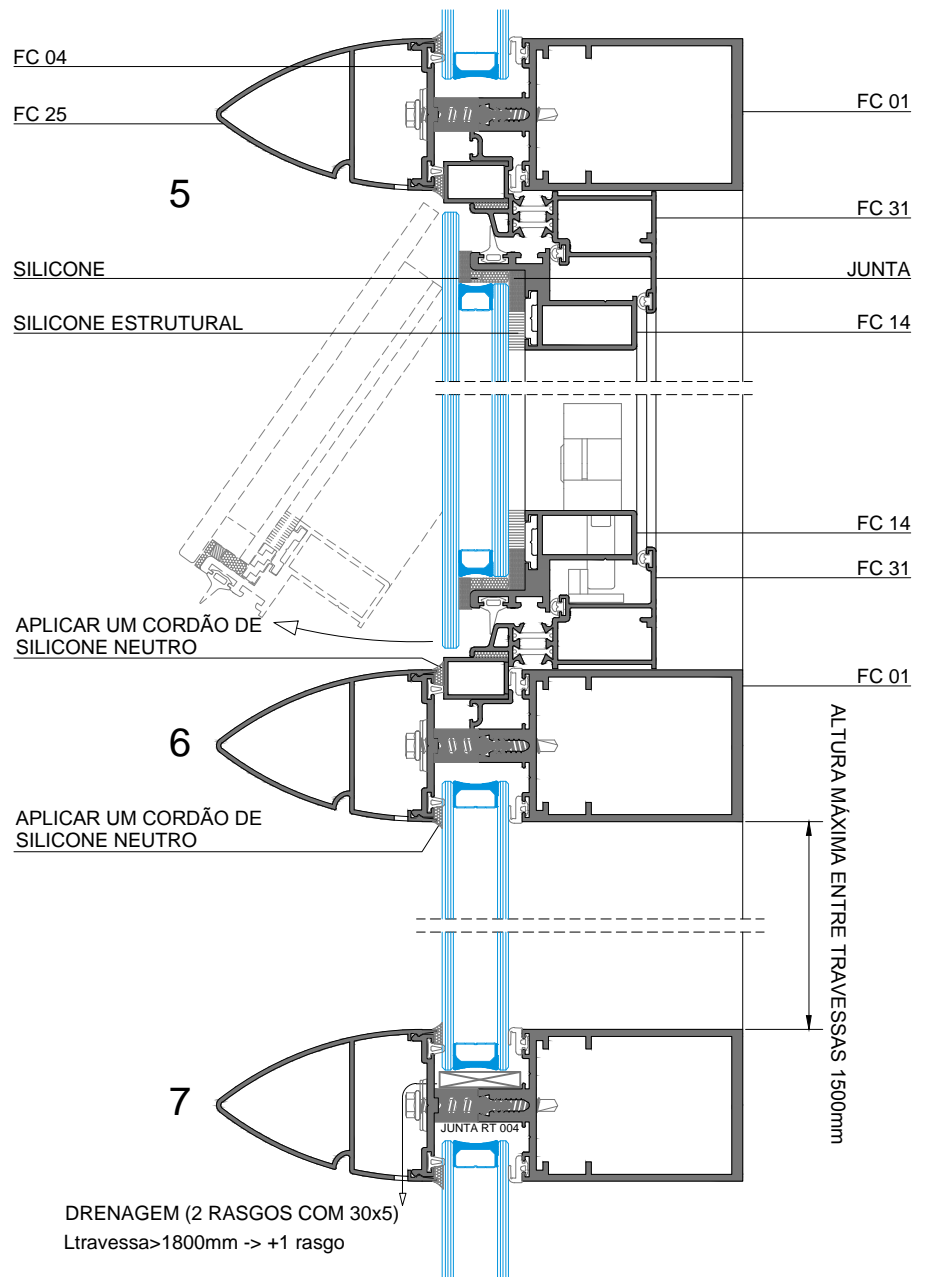 FC 04
FC 25
FC 01
5
FC 31
SILICONE
JUNTA
SILICONE ESTRUTURAL
FC 14
FC 14
FC 31
APLICAR UM CORDÃO DE
SILICONE NEUTRO
FC 01
6
ALTURA MÁXIMA ENTRE TRAVESSAS 1500mm
APLICAR UM CORDÃO DE
SILICONE NEUTRO
7
JUNTA RT 004
DRENAGEM (2 RASGOS COM 30x5)
Ltravessa>1800mm -> +1 rasgo